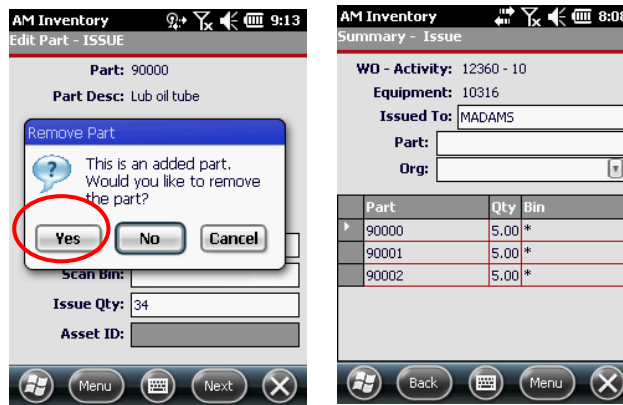 AM Inventory 9:13
Edit Part - ISSUE
Part: 90000
Part Desc: Lub oil tube
Remove Part
This is an added part.
Would you like to remove
the part?
Yes No Cancel
Scan Bin:
Issue Qty: 34
Asset ID:
Menu Next
AM Inventory 8:08
Summary - Issue
WO - Activity: 12360 - 10
Equipment: 10316
Issued To: MADAMS
Part:
Org:
Part Qty Bin
90000 5.00 *
90001 5.00 *
90002 5.00 *
Back Menu